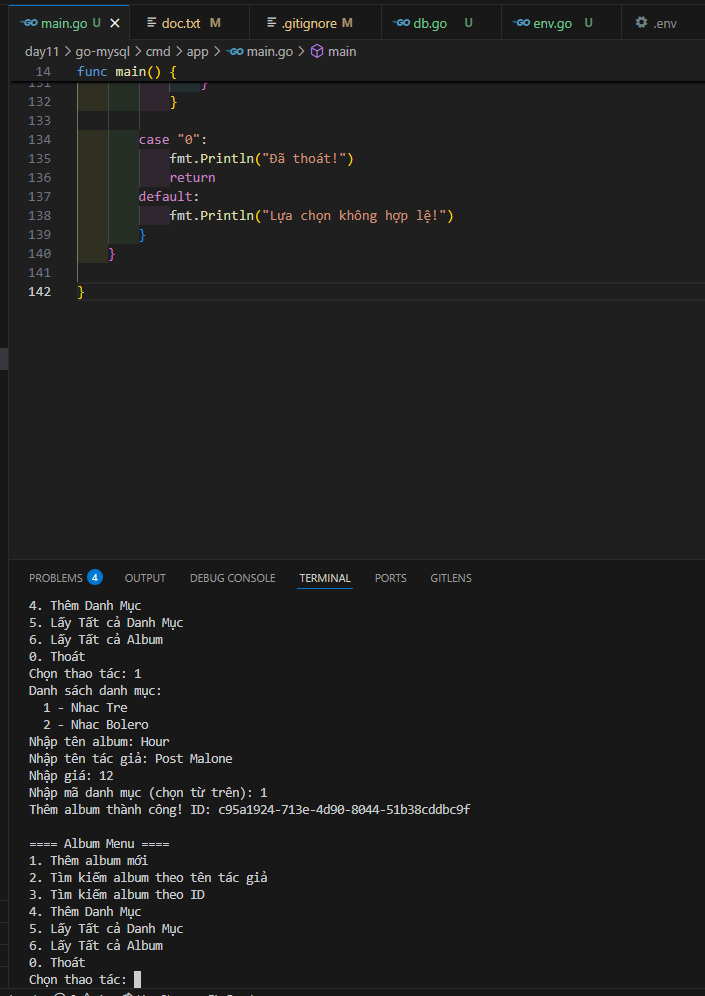 main.go U × doc.txt M .gitignore M db.go U env.go U .env
day11 > go-mysql > cmd > app > main.go > main
14 func main() {
131 }
132 }
133
134 case "0":
135 fmt.Println("Đã thoát!")
136 return
137 default:
138 fmt.Println("Lựa chọn không hợp lệ!")
139 }
140 }
141
142 }
PROBLEMS 4 OUTPUT DEBUG CONSOLE TERMINAL PORTS GITLENS
4. Thêm Danh Mục
5. Lấy Tất cả Danh Mục
6. Lấy Tất cả Album
0. Thoát
Chọn thao tác: 1
Danh sách danh mục:
1 - Nhac Tre
2 - Nhac Bolero
Nhập tên album: Hour
Nhập tên tác giả: Post Malone
Nhập giá: 12
Nhập mã danh mục (chọn từ trên): 1
Thêm album thành công! ID: c95a1924-713e-4d90-8044-51b38cddbc9f
==== Album Menu ====
1. Thêm album mới
2. Tìm kiếm album theo tên tác giả
3. Tìm kiếm album theo ID
4. Thêm Danh Mục
5. Lấy Tất cả Danh Mục
6. Lấy Tất cả Album
0. Thoát
Chọn thao tác: